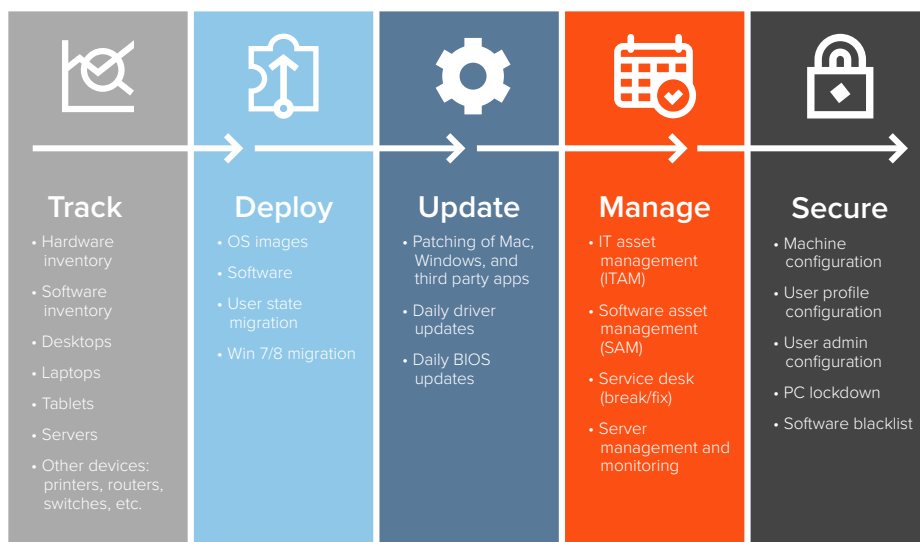 Track
• Hardware
inventory
• Software
inventory
• Desktops
• Laptops
• Tablets
• Servers
• Other devices:
printers, routers,
switches, etc.
Deploy
• OS images
• Software
• User state
migration
• Win 7/8 migration
Update
• Patching of Mac,
Windows, and
third party apps
• Daily driver
updates
• Daily BIOS
updates
Manage
• IT asset
management
(ITAM)
• Software asset
management
(SAM)
• Service desk
(break/fix)
• Server
management and
monitoring
Secure
• Machine
configuration
• User profile
configuration
• User admin
configuration
• PC lockdown
• Software blacklist